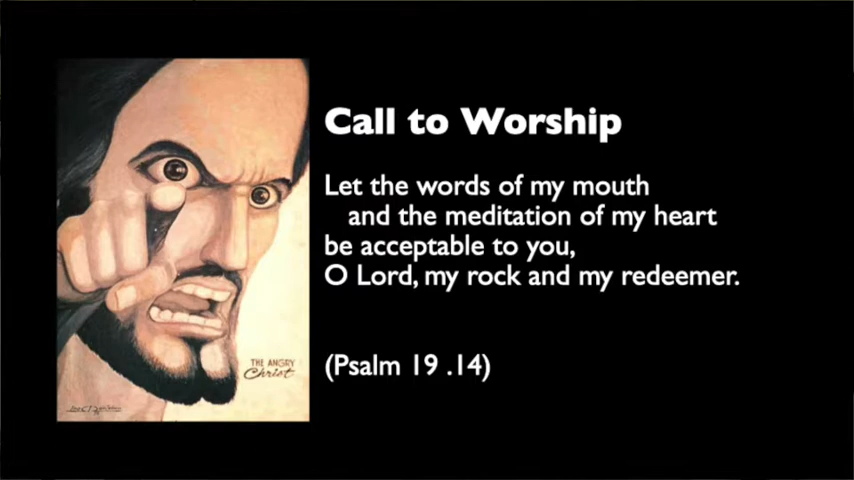 Call to Worship
Let the words of my mouth
and the meditation of my heart
be acceptable to you,
O Lord, my rock and my redeemer.
(Psalm 19 .14)
THE ANGRY
Christ